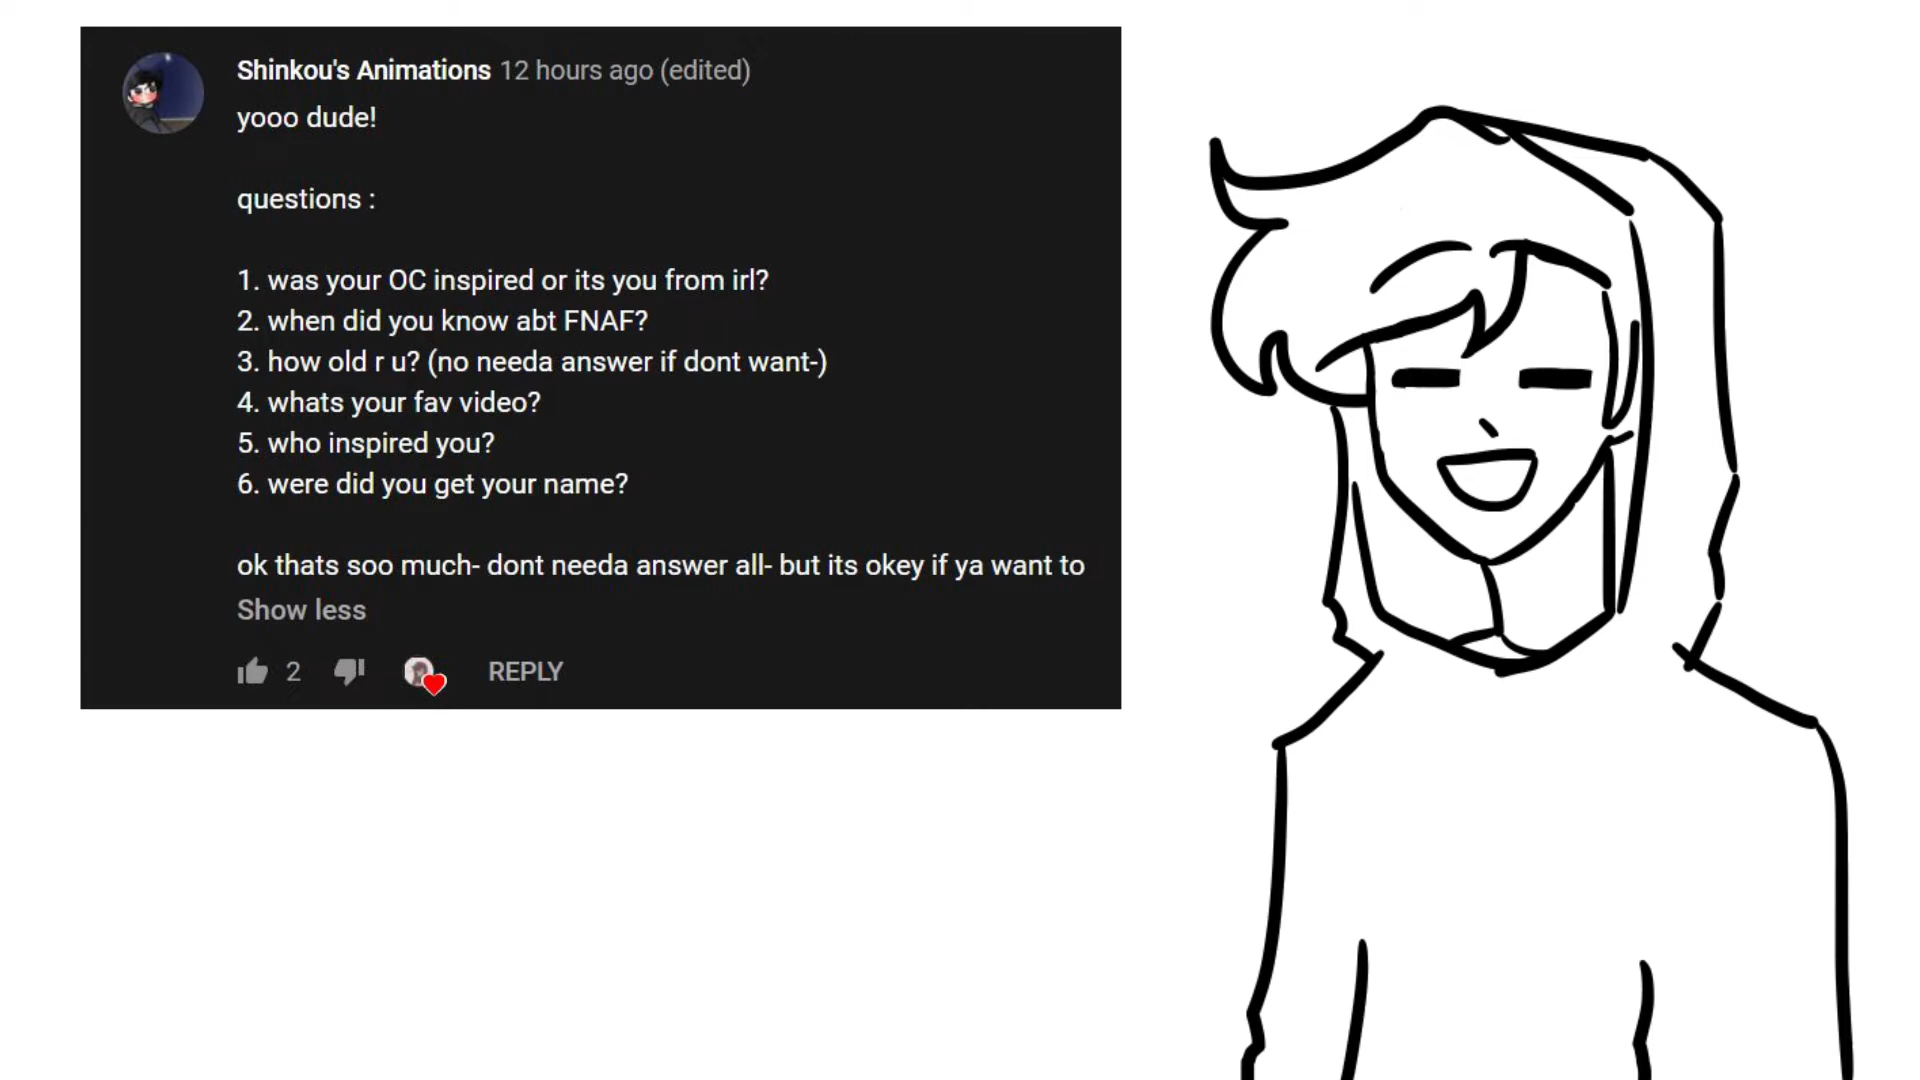 Shinkou's Animations 12 hours ago (edited)
yooo dude!
questions :
1. was your OC inspired or its you from irl?
2. when did you know abt FNAF?
3. how old r u? (no needa answer if dont want-)
4. whats your fav video?
5. who inspired you?
6. were did you get your name?
ok thats soo much- dont needa answer all- but its okey if ya want to
Show less
2 REPLY